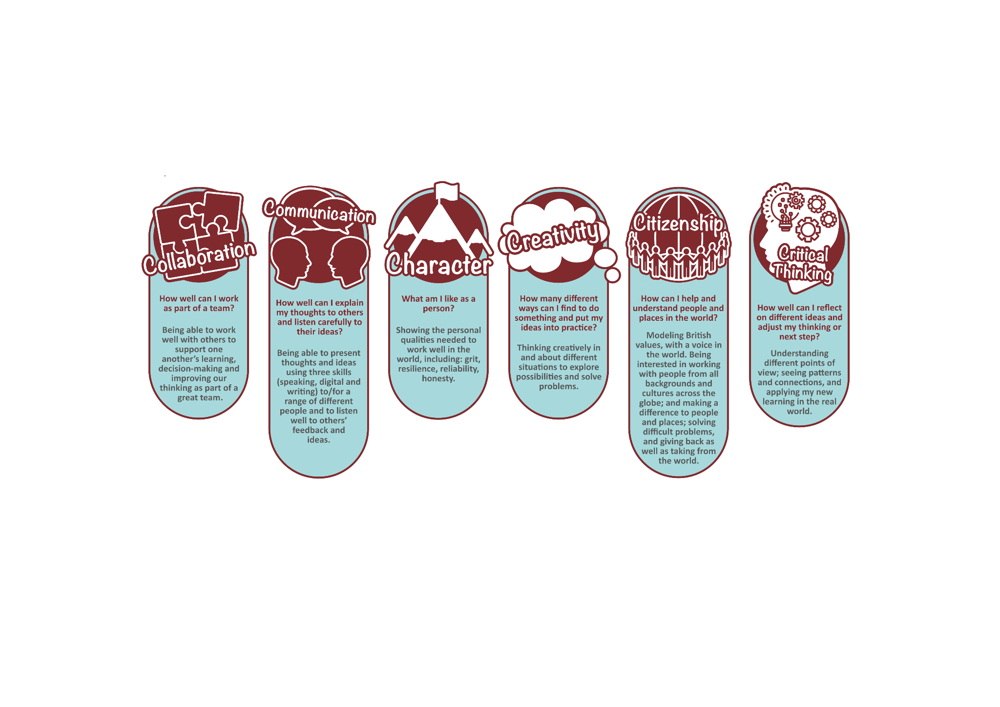 Collaboration
How well can I work
as part of a team?
Being able to work
well with others to
support one
another’s learning,
decision-making and
improving our
thinking as part of a
great team.
Communication
How well can I explain
my thoughts to others
and listen carefully to
their ideas?
Being able to present
thoughts and ideas
using three skills
(speaking, digital and
writing) to/for a
range of different
people and to listen
well to others’
feedback and
ideas.
Character
What am I like as a
person?
Showing the personal
qualities needed to
work well in the
world, including: grit,
resilience, reliability,
honesty.
Creativity
How many different
ways can I find to do
something and put my
ideas into practice?
Thinking creatively in
and about different
situations to explore
possibilities and solve
problems.
Citizenship
How can I help and
understand people and
places in the world?
Modeling British
values, with a voice in
the world. Being
interested in working
with people from all
backgrounds and
cultures across the
globe; and making a
difference to people
and places; solving
difficult problems,
and giving back as
well as taking from
the world.
Critical
Thinking
How well can I reflect
on different ideas and
adjust my thinking or
next step?
Understanding
different points of
view; seeing patterns
and connections, and
applying my new
learning in the real
world.